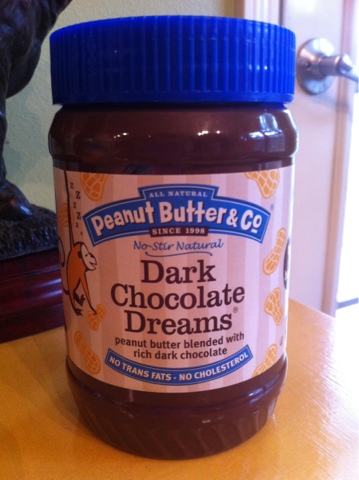 ALL NATURAL
Peanut Butter & Co
SINCE 1998
No-Stir Natural
Dark
Chocolate
Dreams®
peanut butter blended with
rich dark chocolate
NO TRANS FATS - NO CHOLESTEROL
z z z z